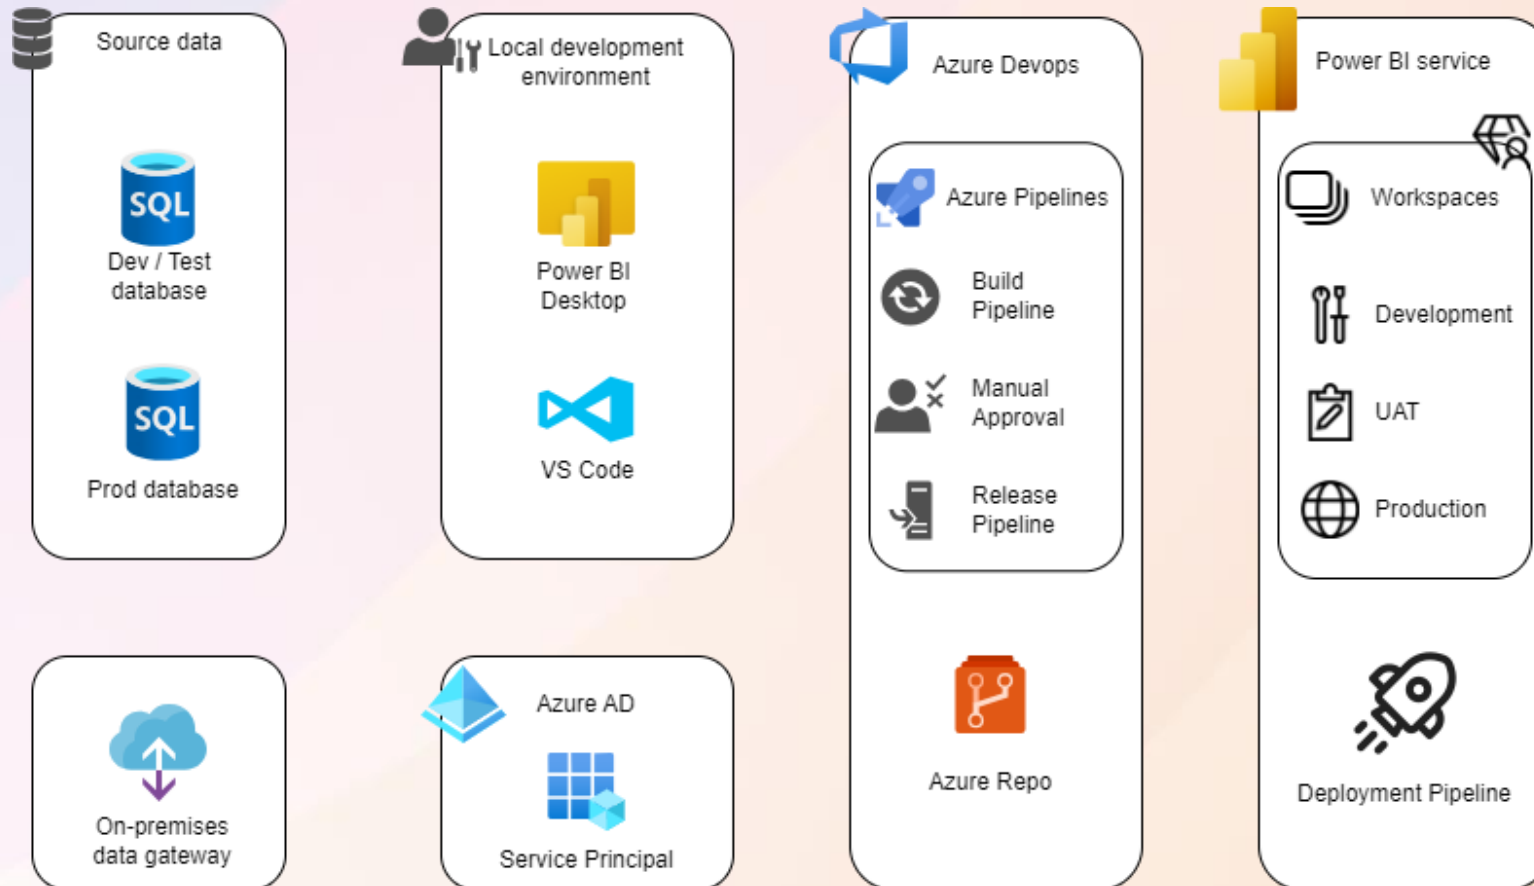 Source data
SQL
Dev / Test
database
SQL
Prod database
Local development
environment
Power BI
Desktop
VS Code
Azure Devops
Azure Pipelines
Build
Pipeline
Manual
Approval
Release
Pipeline
Azure Repo
Power BI service
Workspaces
Development
UAT
Production
Deployment Pipeline
On-premises
data gateway
Azure AD
Service Principal